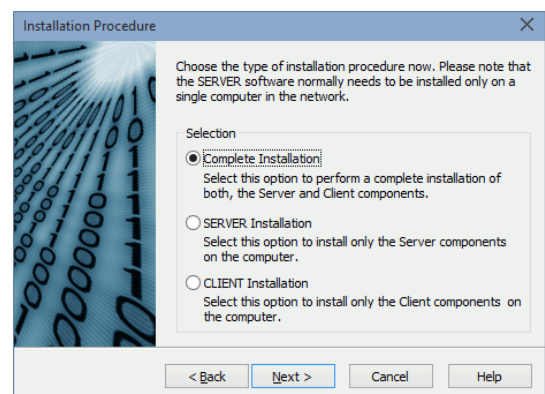 Installation Procedure
Choose the type of installation procedure now. Please note that
the SERVER software normally needs to be installed only on a
single computer in the network.
Selection
Complete Installation
Select this option to perform a complete installation of
both, the Server and Client components.
SERVER Installation
Select this option to install only the Server components
on the computer.
CLIENT Installation
Select this option to install only the Client components on
the computer.
< Back Next > Cancel Help